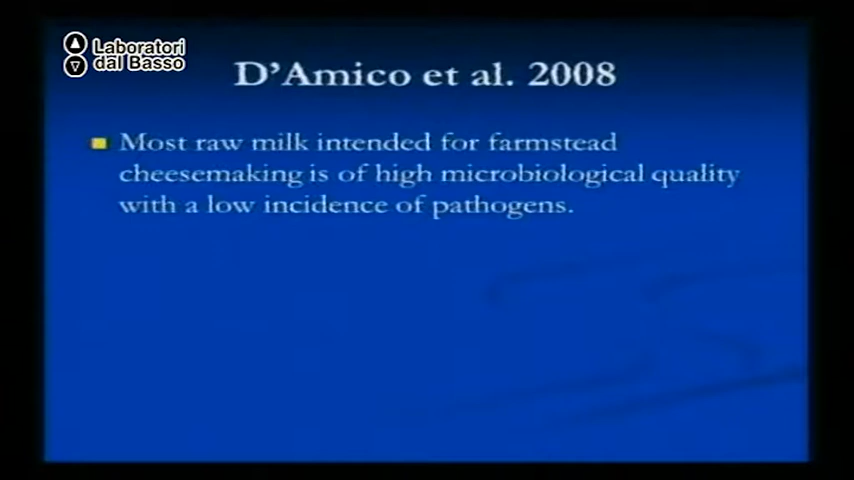 Laboratori
dal Basso
D'Amico et al. 2008
Most raw milk intended for farmstead
cheesemaking is of high microbiological quality
with a low incidence of pathogens.